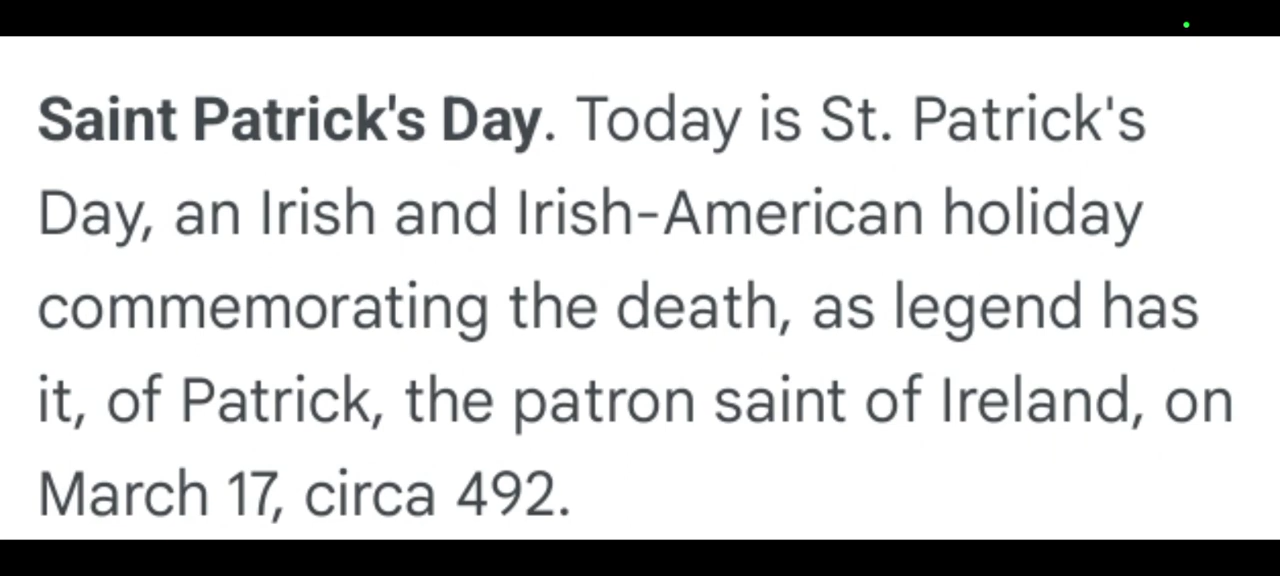 Saint Patrick's Day. Today is St. Patrick's
Day, an Irish and Irish-American holiday
commemorating the death, as legend has
it, of Patrick, the patron saint of Ireland, on
March 17, circa 492.